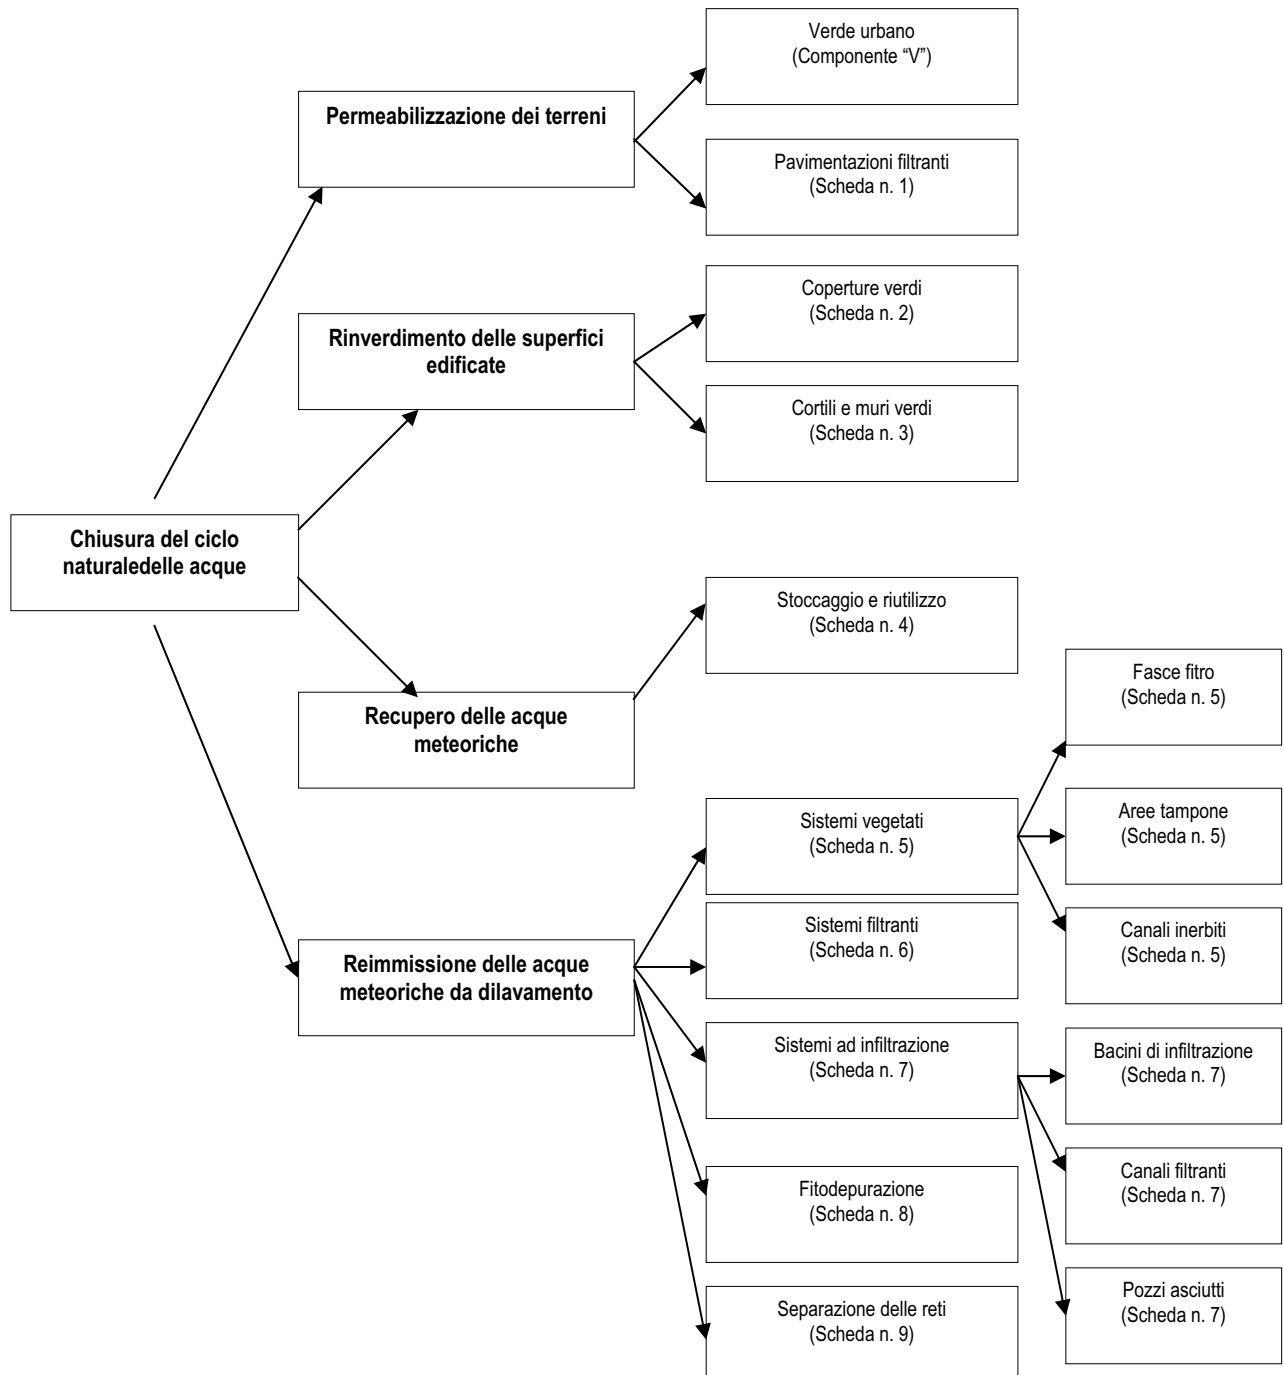 Verde urbano
(Componente “V”)
Permeabilizzazione dei terreni
Pavimentazioni filtranti
(Scheda n. 1)
Coperture verdi
(Scheda n. 2)
Rinverdimento delle superfici
edificate
Cortili e muri verdi
(Scheda n. 3)
Chiusura del ciclo
naturaledelle acque
Stoccaggio e riutilizzo
(Scheda n. 4)
Recupero delle acque
meteoriche
Fasce fitro
(Scheda n. 5)
Sistemi vegetati
(Scheda n. 5)
Aree tampone
(Scheda n. 5)
Sistemi filtranti
(Scheda n. 6)
Canali inerbiti
(Scheda n. 5)
Reimmissione delle acque
meteoriche da dilavamento
Sistemi ad infiltrazione
(Scheda n. 7)
Bacini di infiltrazione
(Scheda n. 7)
Canali filtranti
(Scheda n. 7)
Fitodepurazione
(Scheda n. 8)
Pozzi asciutti
(Scheda n. 7)
Separazione delle reti
(Scheda n. 9)